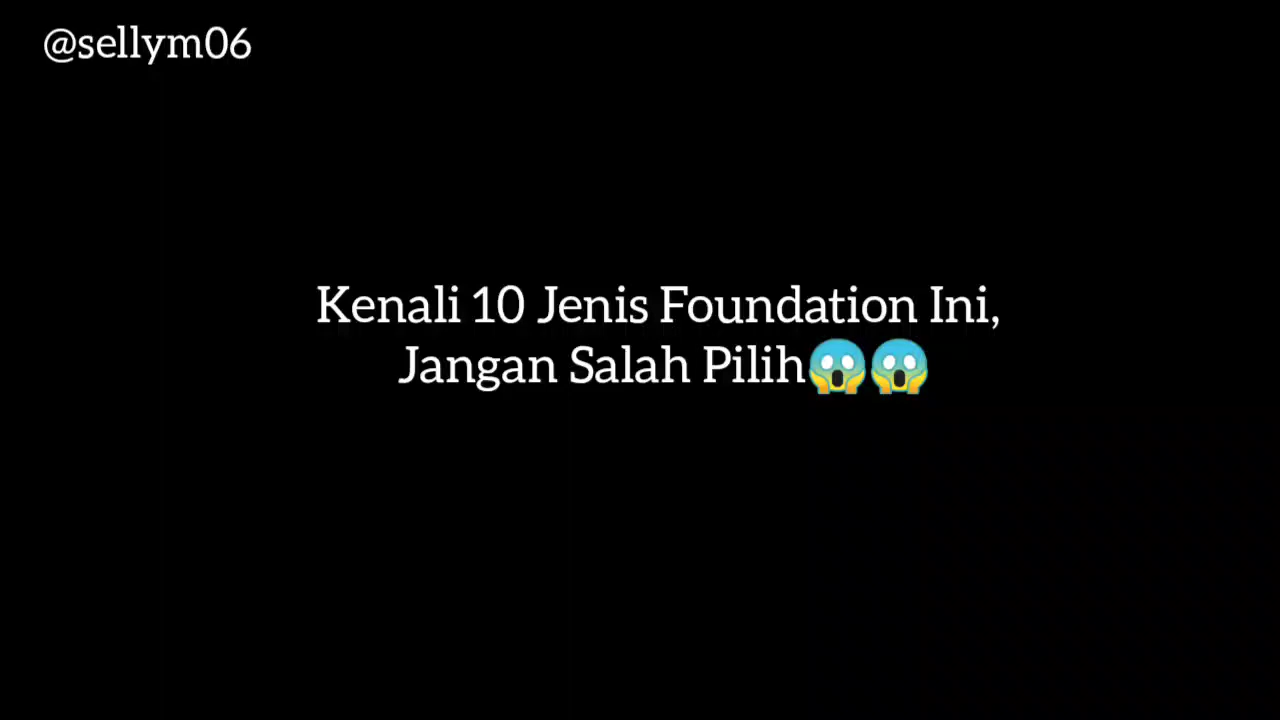 @sellym06
Kenali 10 Jenis Foundation Ini,
Jangan Salah Pilih😱😱